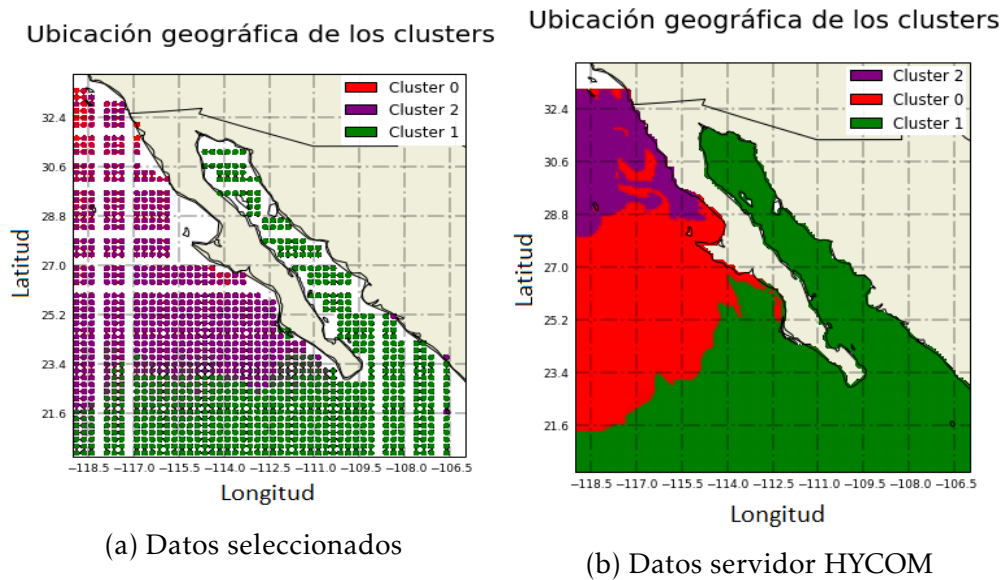 Ubicación geográfica de los clusters
Cluster 0
Cluster 2
Cluster 1
32.4
30.6
28.8
27.0
25.2
23.4
21.6
Latitud
−118.5 −117.0 −115.5 −114.0 −112.5 −111.0 −109.5 −108.0 −106.5
Longitud
(a) Datos seleccionados
Ubicación geográfica de los clusters
Cluster 2
Cluster 0
Cluster 1
32.4
30.6
28.8
27.0
25.2
23.4
21.6
Latitud
−118.5 −117.0 −115.5 −114.0 −112.5 −111.0 −109.5 −108.0 −106.5
Longitud
(b) Datos servidor HYCOM